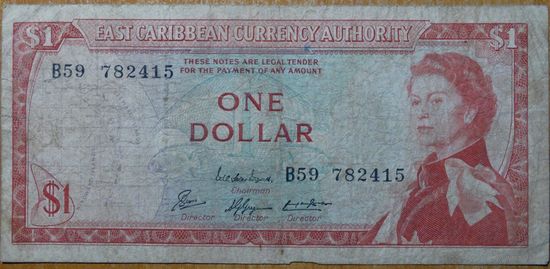 $1 EAST CARIBBEAN CURRENCY AUTHORITY $1
THESE NOTES ARE LEGAL TENDER
FOR THE PAYMENT OF ANY AMOUNT
B59 782415
ONE
DOLLAR
Chairman
B59 782415
$1
Director Director Director